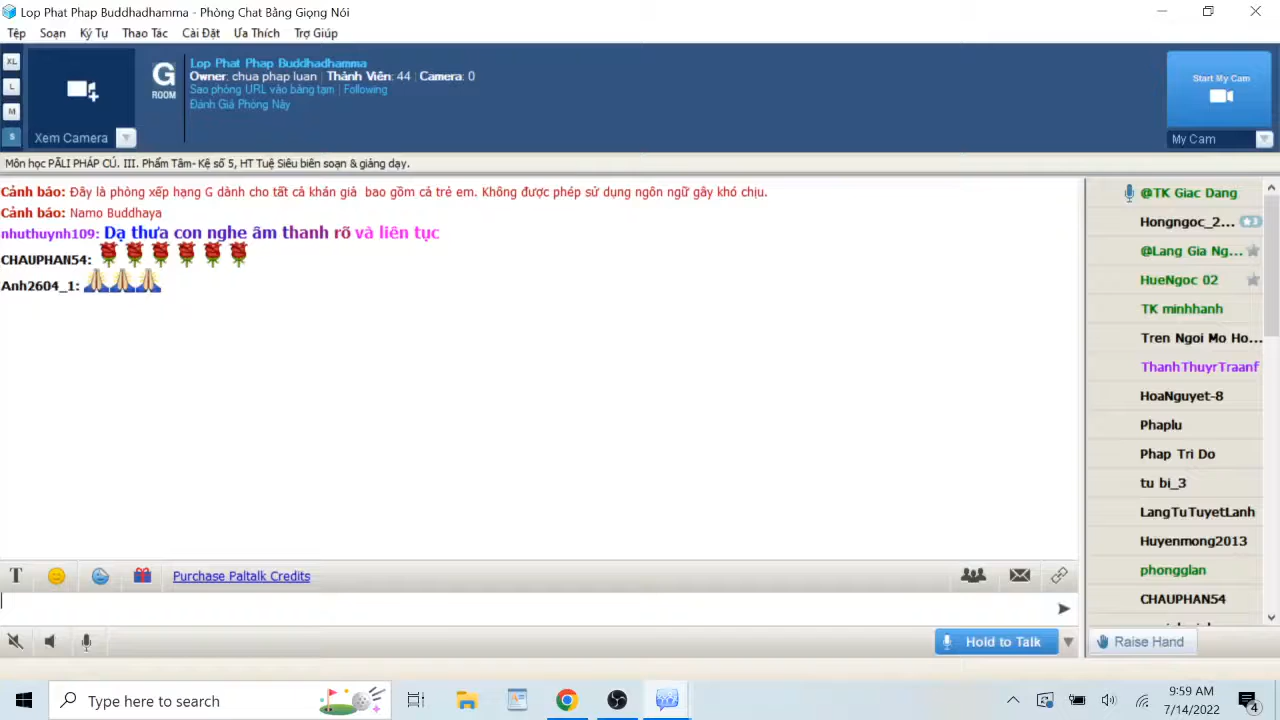 Lop Phat Phap Buddhadhamma - Phòng Chat Bằng Giọng Nói
Tệp Soạn Ký Tự Thao Tác Cài Đặt Ưa Thích Trợ Giúp
XL
L
M
S
Xem Camera
G
ROOM
Lop Phat Phap Buddhadhamma
Owner: chua phap luan | Thành Viên: 44 | Camera: 0
Sao phòng URL vào bảng tạm | Following
Đánh Giá Phòng Này
Start My Cam
My Cam
Môn học PĀLI PHÁP CÚ. III. Phẩm Tâm- Kệ số 5, HT Tuệ Siêu biên soạn & giảng dạy.
Cảnh báo: Đây là phòng xếp hạng G dành cho tất cả khán giả bao gồm cả trẻ em. Không được phép sử dụng ngôn ngữ gây khó chịu.
Cảnh báo: Namo Buddhaya
nhuthuynh109: Dạ thưa con nghe âm thanh rõ và liên tục
CHAUPHAN54:
Anh2604_1:
@TK Giac Dang
Hongngoc_2... +3
@Lang Gia Ng...
HueNgoc 02
TK minhhanh
Tren Ngoi Mo Ho...
ThanhThuyrTraanf
HoaNguyet-8
Phaplu
Phap Tri Do
tu bi_3
LangTuTuyetLanh
Huyenmong2013
phongglan
CHAUPHAN54
T
Purchase Paltalk Credits
Hold to Talk
Raise Hand
Type here to search
9:59 AM
7/14/2022
4